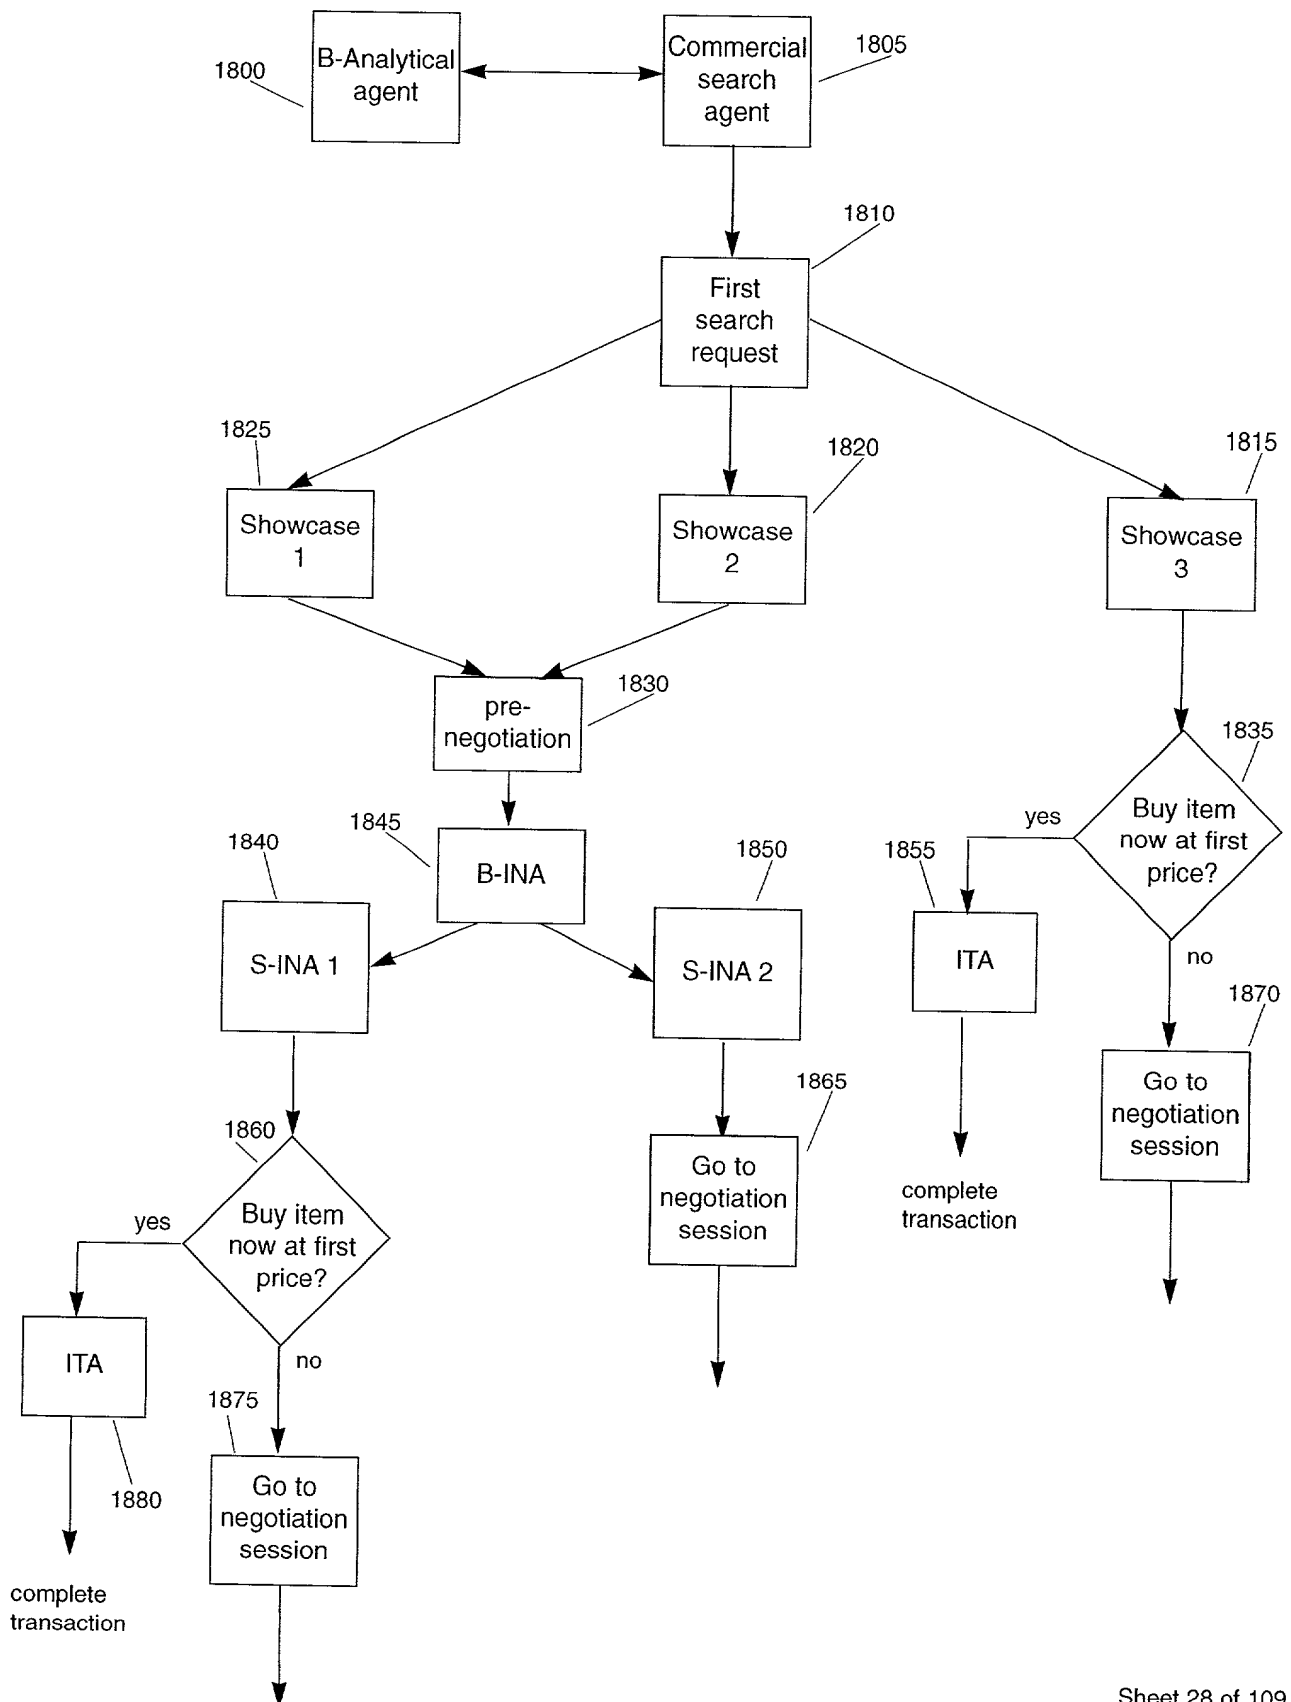 B-Analytical
agent
1800
Commercial
search
agent
1805
1810
First
search
request
1825
1820
1815
Showcase
1
Showcase
2
Showcase
3
pre-
negotiation
1830
1835
Buy item
now at first
price?
yes
no
1840
1845
B-INA
1850
1855
S-INA 1
S-INA 2
ITA
1870
Go to
negotiation
session
complete
transaction
1865
Go to
negotiation
session
1860
Buy item
now at first
price?
yes
no
ITA
1880
complete
transaction
1875
Go to
negotiation
session
Sheet 28 of 109